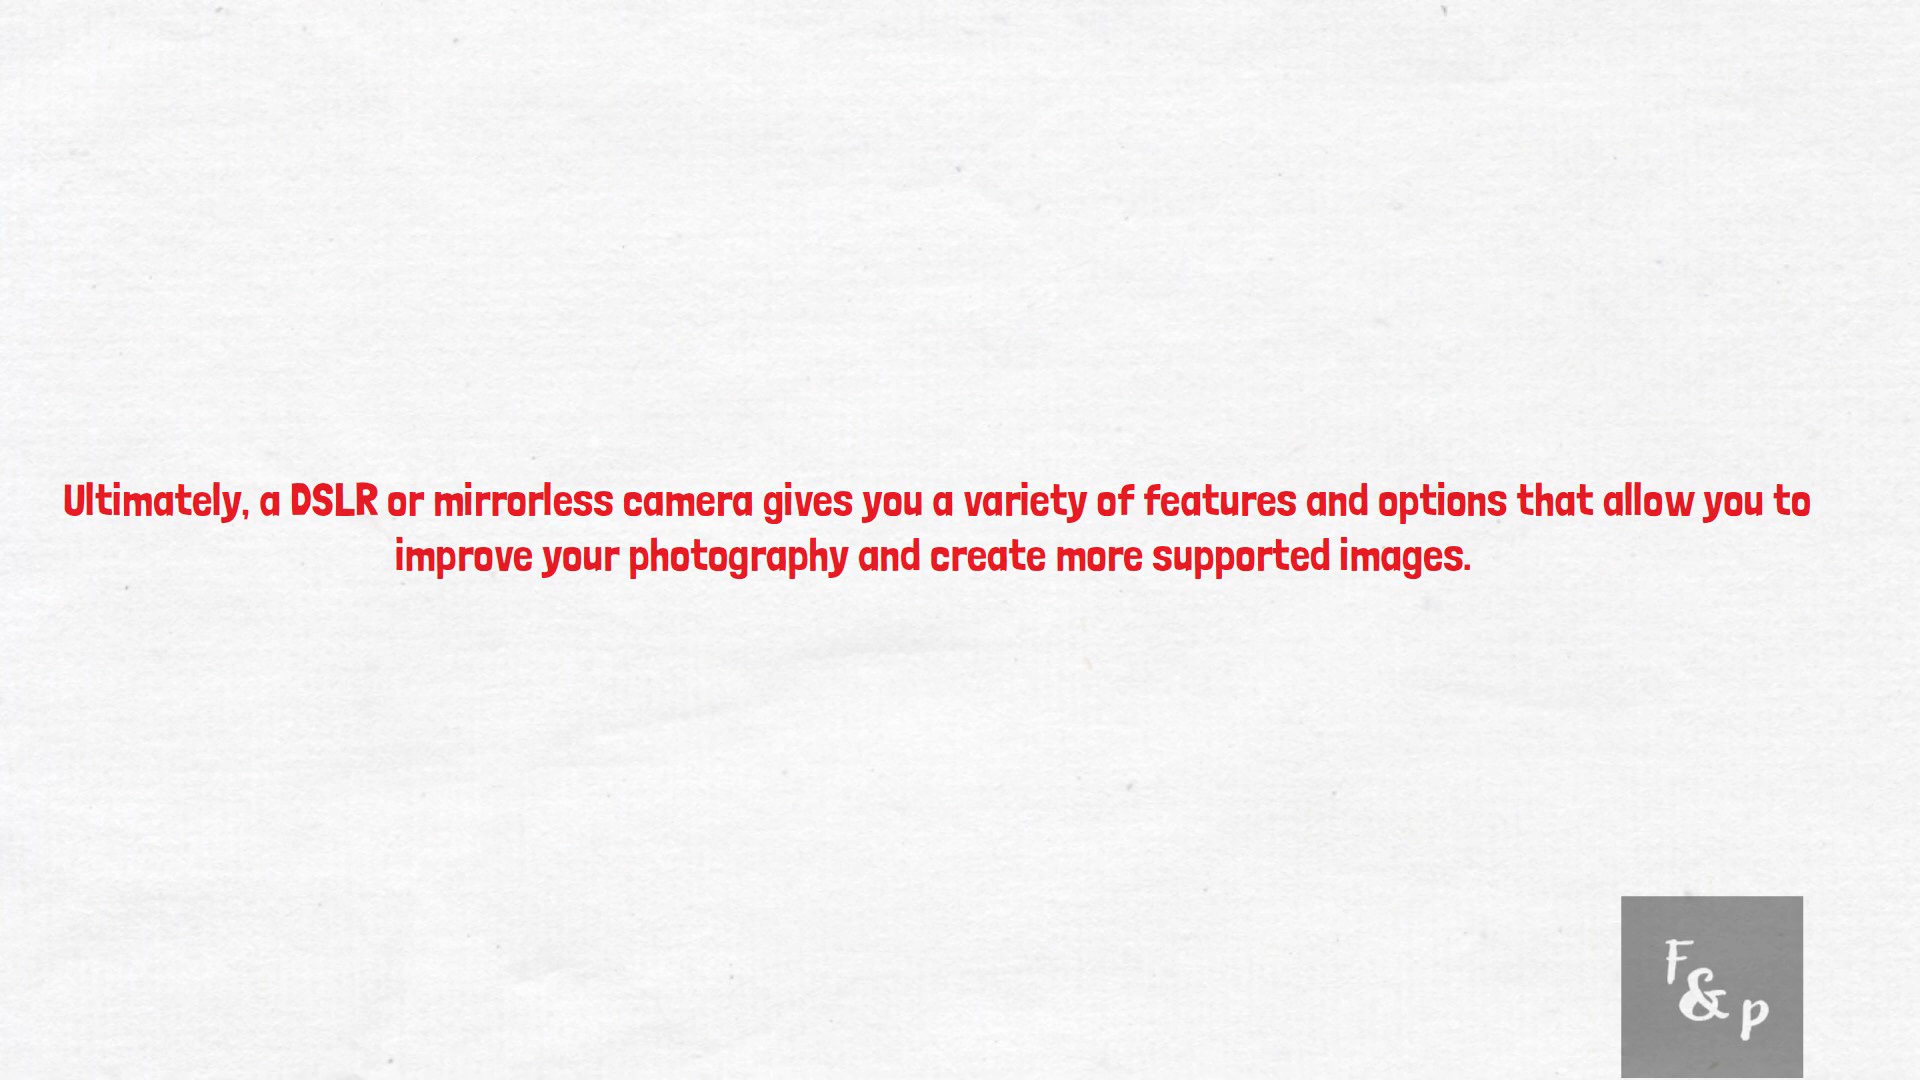 Ultimately, a DSLR or mirrorless camera gives you a variety of features and options that allow you to
improve your photography and create more supported images.
F
&
p